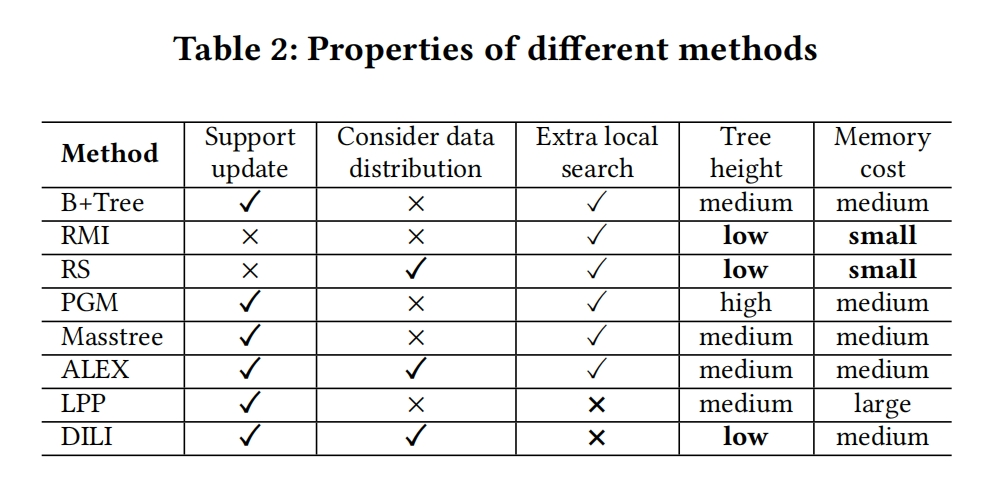 Table 2: Properties of different methods
Method | Support update | Consider data distribution | Extra local search | Tree height | Memory cost
B+Tree | ✓ | × | ✓ | medium | medium
RMI | × | × | ✓ | low | small
RS | × | ✓ | ✓ | low | small
PGM | ✓ | × | ✓ | high | medium
Masstree | ✓ | × | ✓ | medium | medium
ALEX | ✓ | ✓ | ✓ | medium | medium
LPP | ✓ | × | × | medium | large
DILI | ✓ | ✓ | × | low | medium